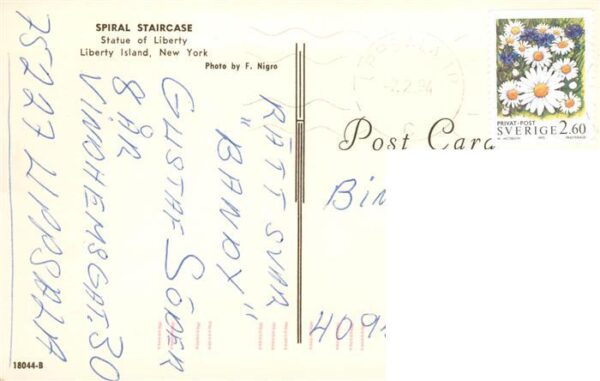 SPIRAL STAIRCASE
Statue of Liberty
Liberty Island, New York
Photo by F. Nigro
RÄTT SVAR
"BANDY"
GUSTAF SÖDER
8 ÅR
VINDHEMSGAT. 30
75227 UPPSALA
18044-B
Post Card
PRIVAT-POST
SVERIGE 2.60